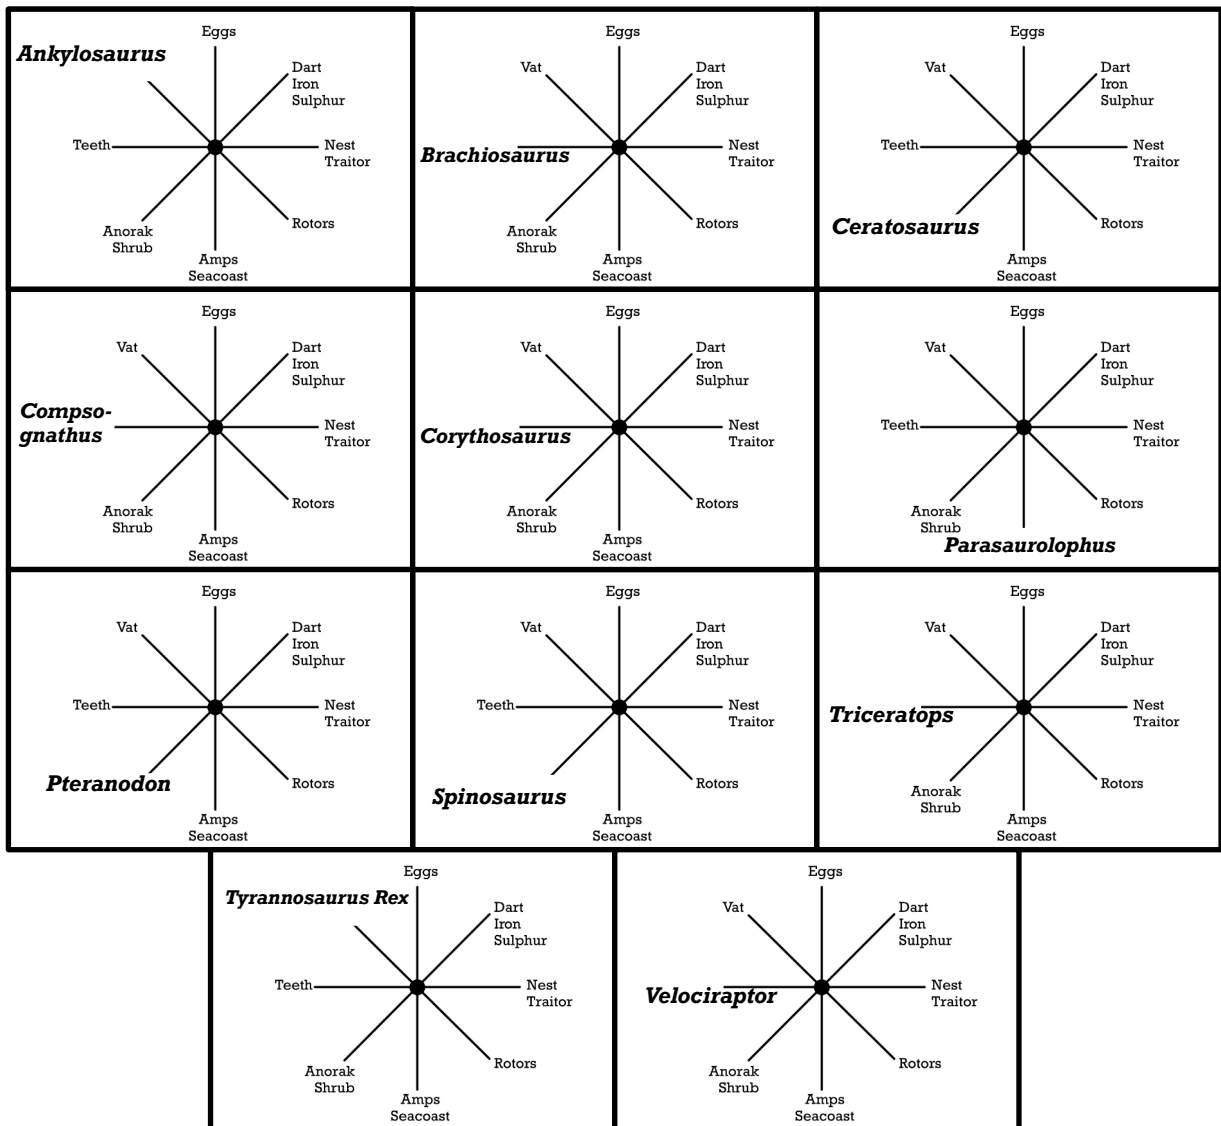 Eggs
Ankylosaurus
Dart
Iron
Sulphur
Teeth
Nest
Traitor
Anorak
Shrub
Rotors
Amps
Seacoast
Eggs
Vat
Dart
Iron
Sulphur
Brachiosaurus
Nest
Traitor
Anorak
Shrub
Rotors
Amps
Seacoast
Eggs
Vat
Dart
Iron
Sulphur
Teeth
Nest
Traitor
Ceratosaurus
Rotors
Amps
Seacoast
Eggs
Vat
Dart
Iron
Sulphur
Compso-
gnathus
Nest
Traitor
Anorak
Shrub
Rotors
Amps
Seacoast
Eggs
Vat
Dart
Iron
Sulphur
Corythosaurus
Nest
Traitor
Anorak
Shrub
Rotors
Amps
Seacoast
Eggs
Vat
Dart
Iron
Sulphur
Teeth
Nest
Traitor
Anorak
Shrub
Rotors
Parasaurolophus
Eggs
Vat
Dart
Iron
Sulphur
Teeth
Nest
Traitor
Pteranodon
Rotors
Amps
Seacoast
Eggs
Vat
Dart
Iron
Sulphur
Teeth
Nest
Traitor
Spinosaurus
Rotors
Amps
Seacoast
Eggs
Vat
Dart
Iron
Sulphur
Triceratops
Nest
Traitor
Anorak
Shrub
Rotors
Amps
Seacoast
Eggs
Tyrannosaurus Rex
Dart
Iron
Sulphur
Teeth
Nest
Traitor
Anorak
Shrub
Rotors
Amps
Seacoast
Eggs
Vat
Dart
Iron
Sulphur
Velociraptor
Nest
Traitor
Anorak
Shrub
Rotors
Amps
Seacoast